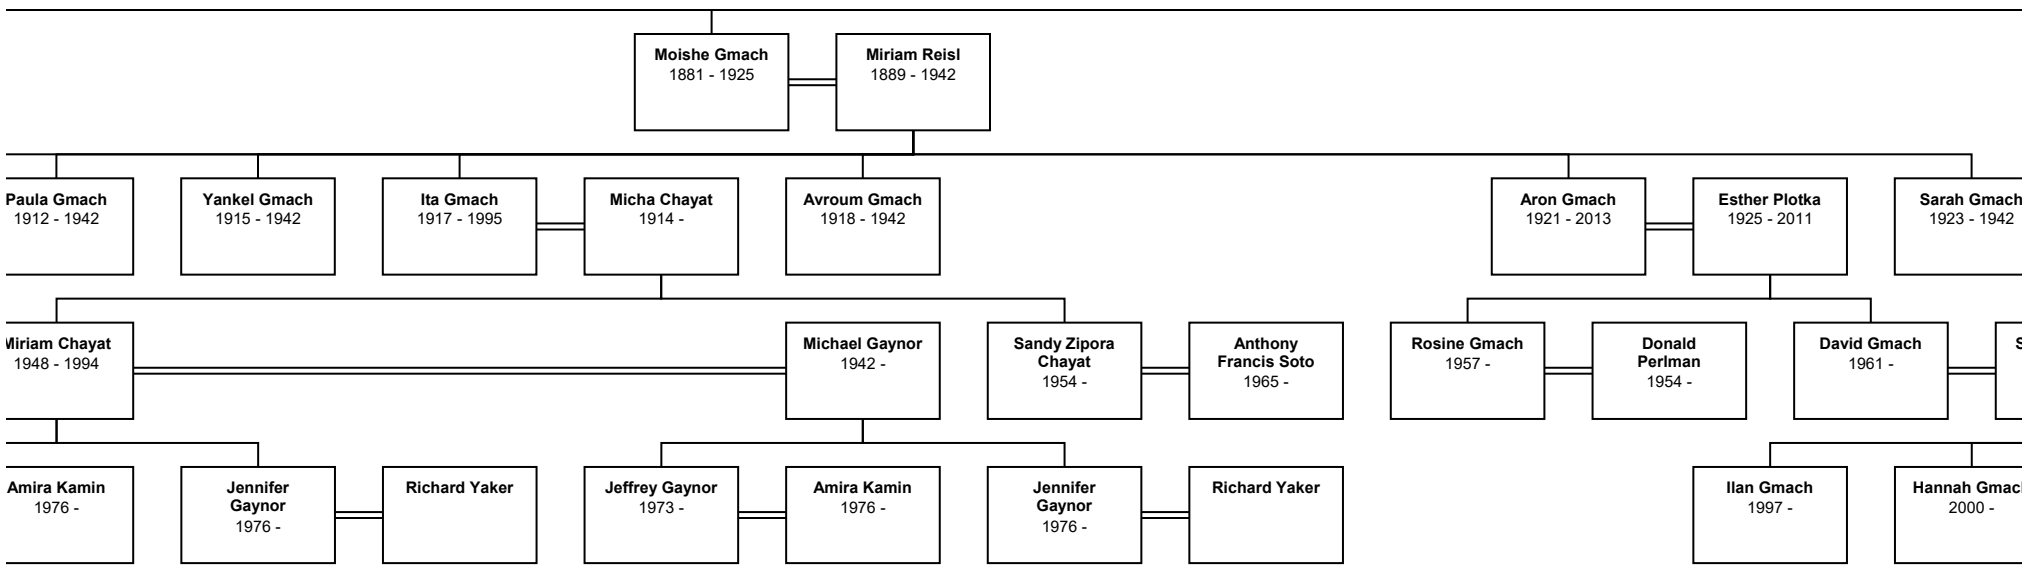 Moishe Gmach
1881 - 1925
Miriam Reisl
1889 - 1942
Paula Gmach
1912 - 1942
Yankel Gmach
1915 - 1942
Ita Gmach
1917 - 1995
Micha Chayat
1914 -
Avroum Gmach
1918 - 1942
Aron Gmach
1921 - 2013
Esther Plotka
1925 - 2011
Sarah Gmach
1923 - 1942
Miriam Chayat
1948 - 1994
Michael Gaynor
1942 -
Sandy Zipora
Chayat
1954 -
Anthony
Francis Soto
1965 -
Rosine Gmach
1957 -
Donald
Perlman
1954 -
David Gmach
1961 -
S
Amira Kamin
1976 -
Jennifer
Gaynor
1976 -
Richard Yaker
Jeffrey Gaynor
1973 -
Amira Kamin
1976 -
Jennifer
Gaynor
1976 -
Richard Yaker
Ilan Gmach
1997 -
Hannah Gmach
2000 -